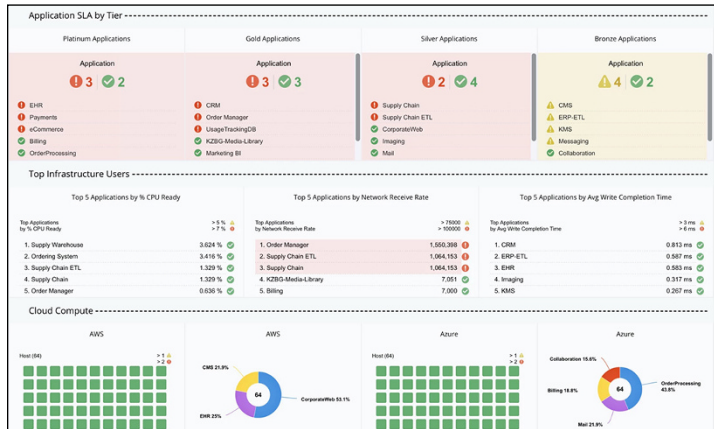 Application SLA by Tier
Platinum Applications
Gold Applications
Silver Applications
Bronze Applications
Application
3 2
EHR
Payments
eCommerce
Billing
OrderProcessing
Application
3 3
CRM
Order Manager
UsageTrackingDB
KZBG-Media-Library
Marketing BI
Application
2 4
Supply Chain
Supply Chain ETL
CorporateWeb
Imaging
Mail
Application
4 2
CMS
ERP-ETL
KMS
Messaging
Collaboration
Top Infrastructure Users
Top 5 Applications by % CPU Ready
Top Applications > 5 %
by % CPU Ready > 7 %
1. Supply Warehouse 3.624 %
2. Ordering System 3.416 %
3. Supply Chain ETL 1.329 %
4. Supply Chain 1.329 %
5. Order Manager 0.636 %
Top 5 Applications by Network Receive Rate
Top Applications > 75000
by Network Receive Rate > 100000
1. Order Manager 1,550,398
2. Supply Chain ETL 1,064,153
3. Supply Chain 1,064,153
4. KZBG-Media-Library 7,051
5. Billing 7,000
Top 5 Applications by Avg Write Completion Time
Top Applications > 3 ms
by Avg Write Completion Time > 6 ms
1. CRM 0.813 ms
2. ERP-ETL 0.587 ms
3. EHR 0.583 ms
4. Imaging 0.317 ms
5. KMS 0.267 ms
Cloud Compute
AWS
Host (64) > 1
> 2
AWS
CMS 21.9%
64
CorporateWeb 53.1%
EHR 25%
Azure
Host (64) > 1
> 2
Azure
Collaboration 15.6%
OrderProcessing
43.8%
Billing 18.8%
64
Mail 21.9%